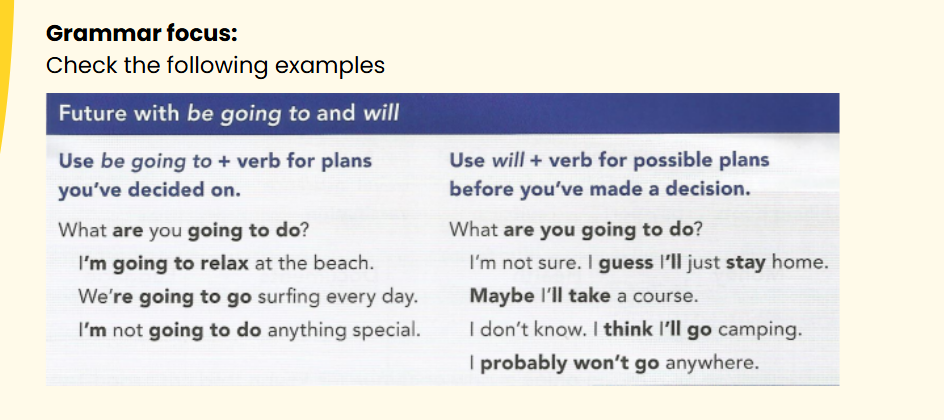 Grammar focus:
Check the following examples
Future with be going to and will
Use be going to + verb for plans
you've decided on.
What are you going to do?
I'm going to relax at the beach.
We're going to go surfing every day.
I'm not going to do anything special.
Use will + verb for possible plans
before you've made a decision.
What are you going to do?
I'm not sure. I guess I'll just stay home.
Maybe I'll take a course.
I don't know. I think I'll go camping.
I probably won't go anywhere.